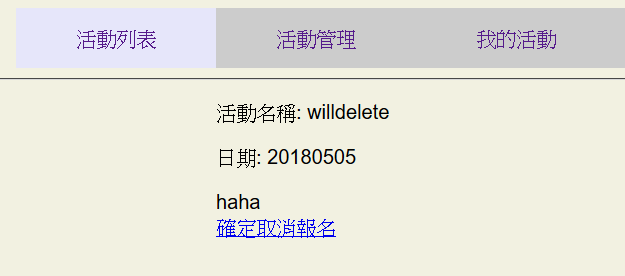 活動列表 活動管理 我的活動
活動名稱: willdelete
日期: 20180505
haha
確定取消報名